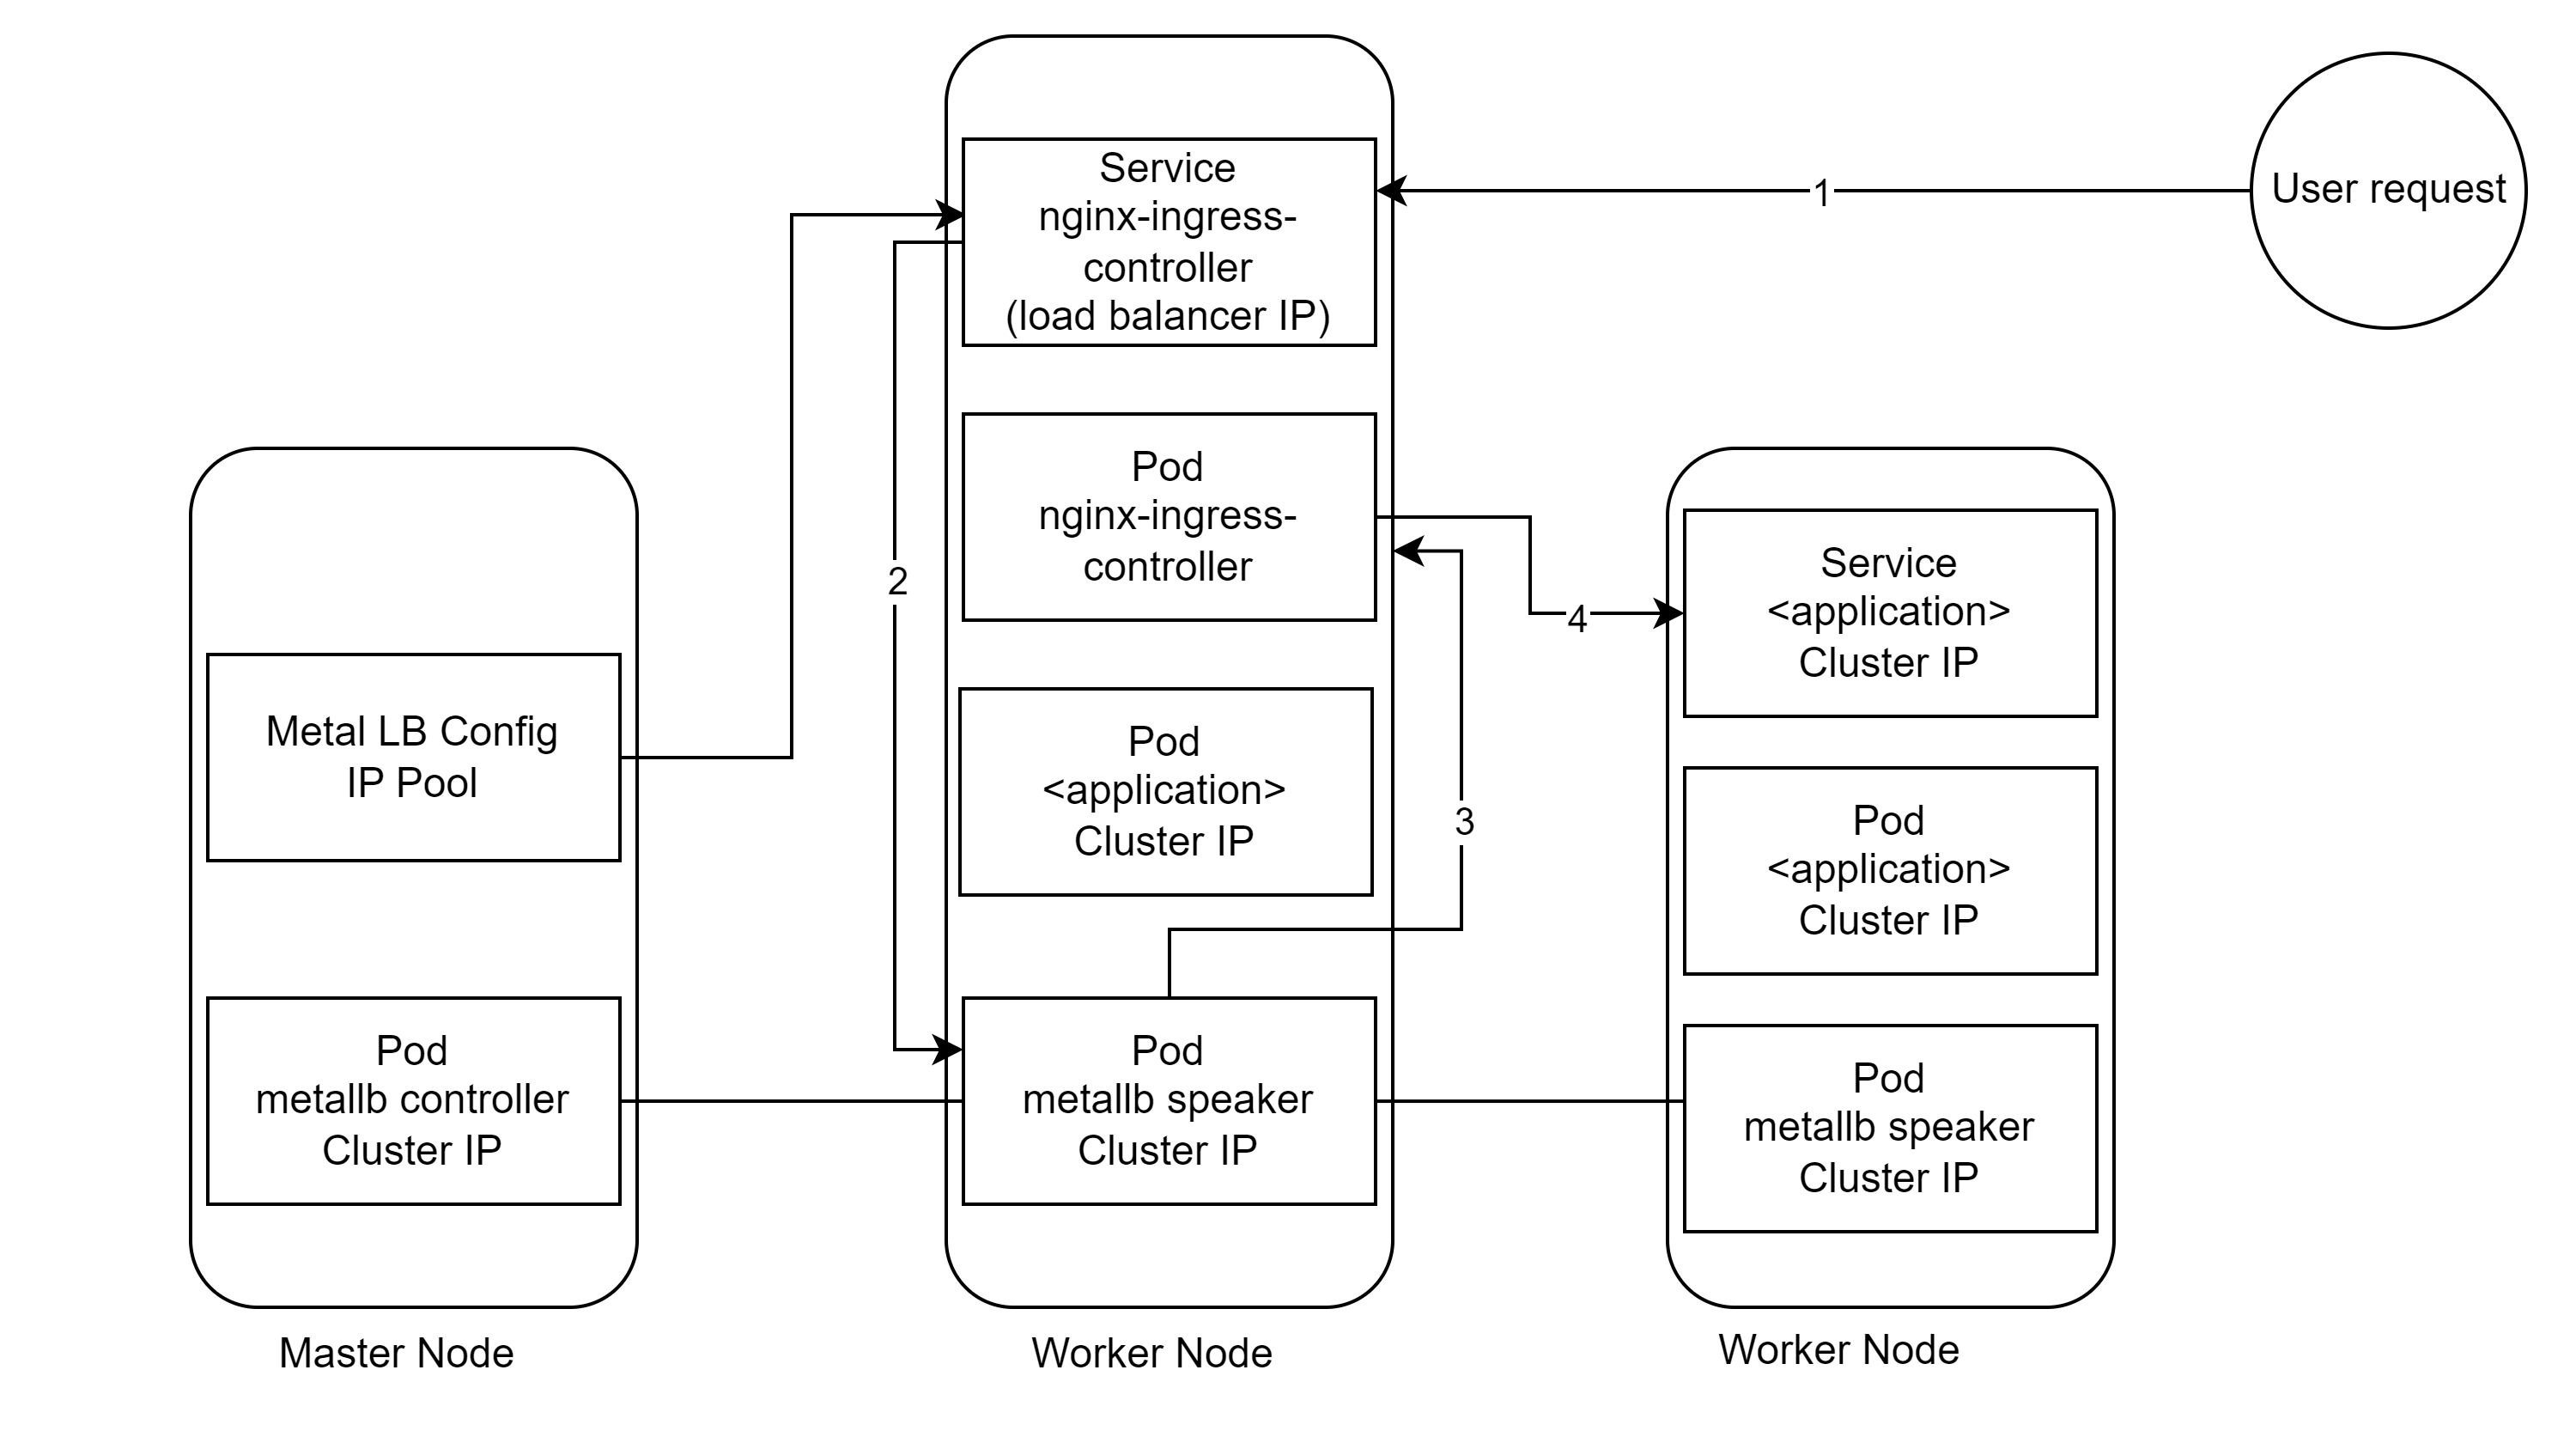 Service
nginx-ingress-
controller
(load balancer IP)
1
User request
Pod
nginx-ingress-
controller
2
4
Service
<application>
Cluster IP
Metal LB Config
IP Pool
Pod
<application>
Cluster IP
3
Pod
<application>
Cluster IP
Pod
metallb controller
Cluster IP
Pod
metallb speaker
Cluster IP
Pod
metallb speaker
Cluster IP
Master Node
Worker Node
Worker Node